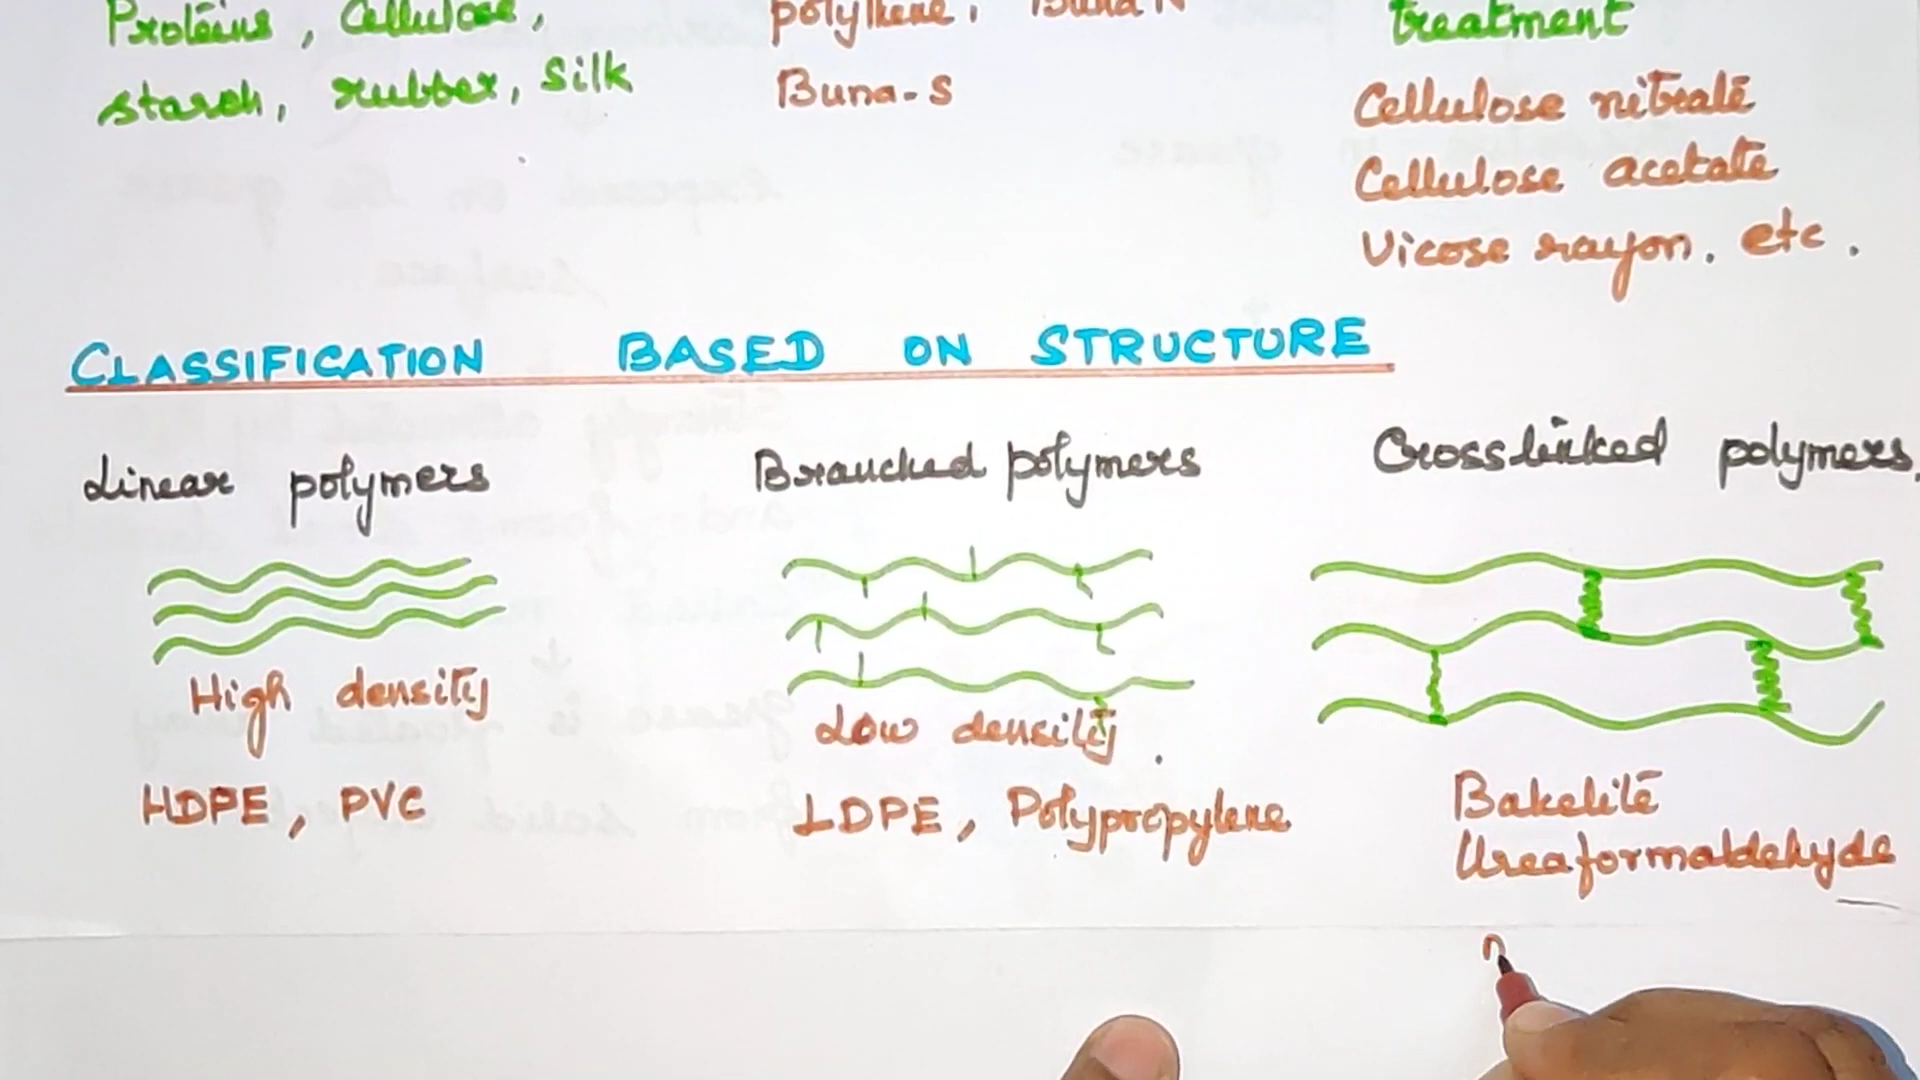 Proteins, Cellulose,
starch, rubber, Silk
polythene, Buna N
Buna-S
treatment
Cellulose nitrate
Cellulose acetate
Vicose rayon. etc.
CLASSIFICATION BASED ON STRUCTURE
Linear polymers
Branched polymers
Crosslinked polymers.
High density
HDPE, PVC
Low density.
LDPE, Polypropylene
Bakelite
Ureaformaldehyde